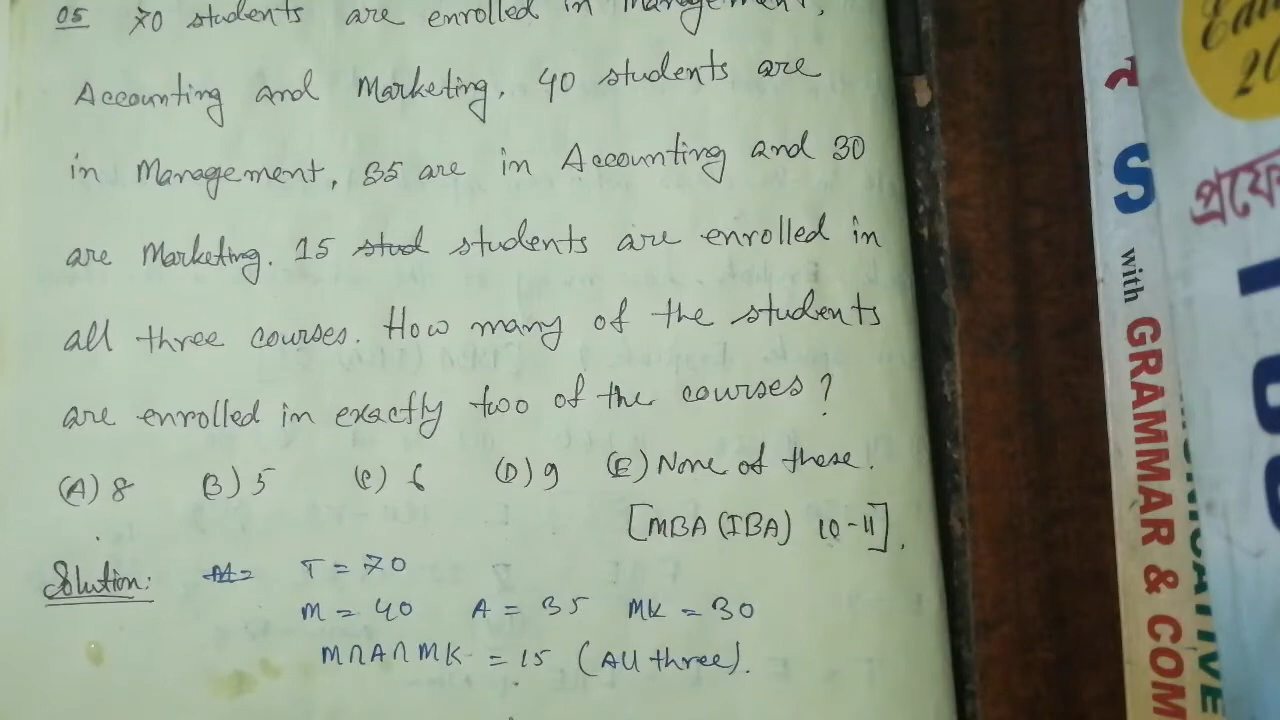 05 70 students are enrolled in Management,
Accounting and Marketing. 40 students are
in Management, 35 are in Accounting and 30
are Marketing. 15 stud students are enrolled in
all three courses. How many of the students
are enrolled in exactly two of the courses?
(A) 8 (B) 5 (C) 6 (D) 9 (E) None of these.
[MBA (IBA) 10-11].
Solution: M= T = 70
M = 40 A = 35 MK = 30
M∩A∩MK = 15 (All three).
S with GRAMMAR & COM